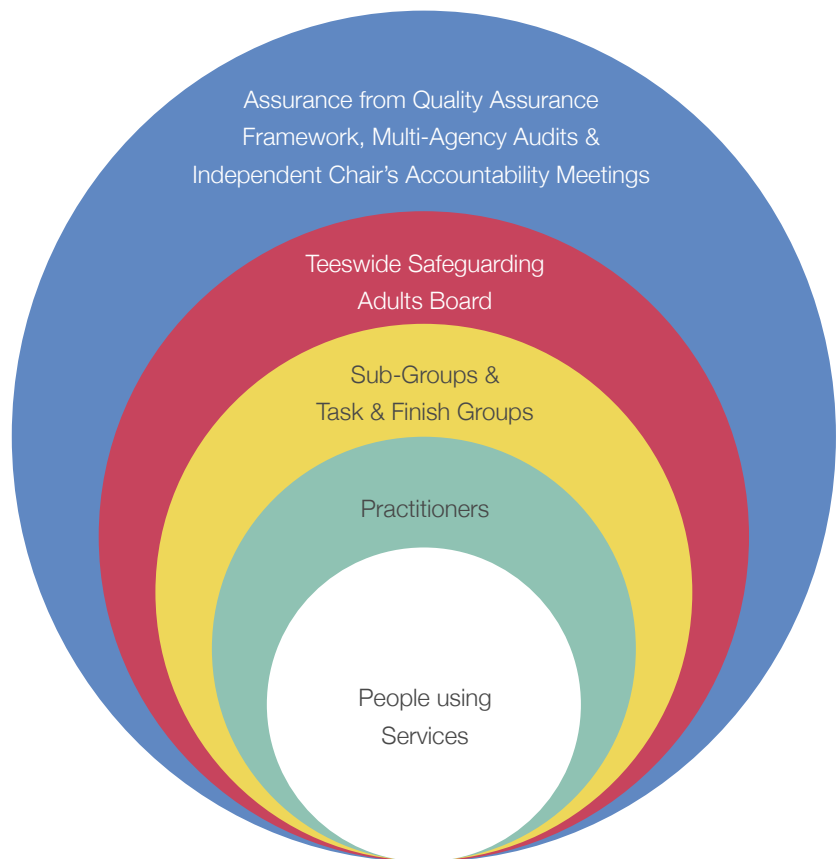 Assurance from Quality Assurance
Framework, Multi-Agency Audits &
Independent Chair's Accountability Meetings
Teeswide Safeguarding
Adults Board
Sub-Groups &
Task & Finish Groups
Practitioners
People using
Services